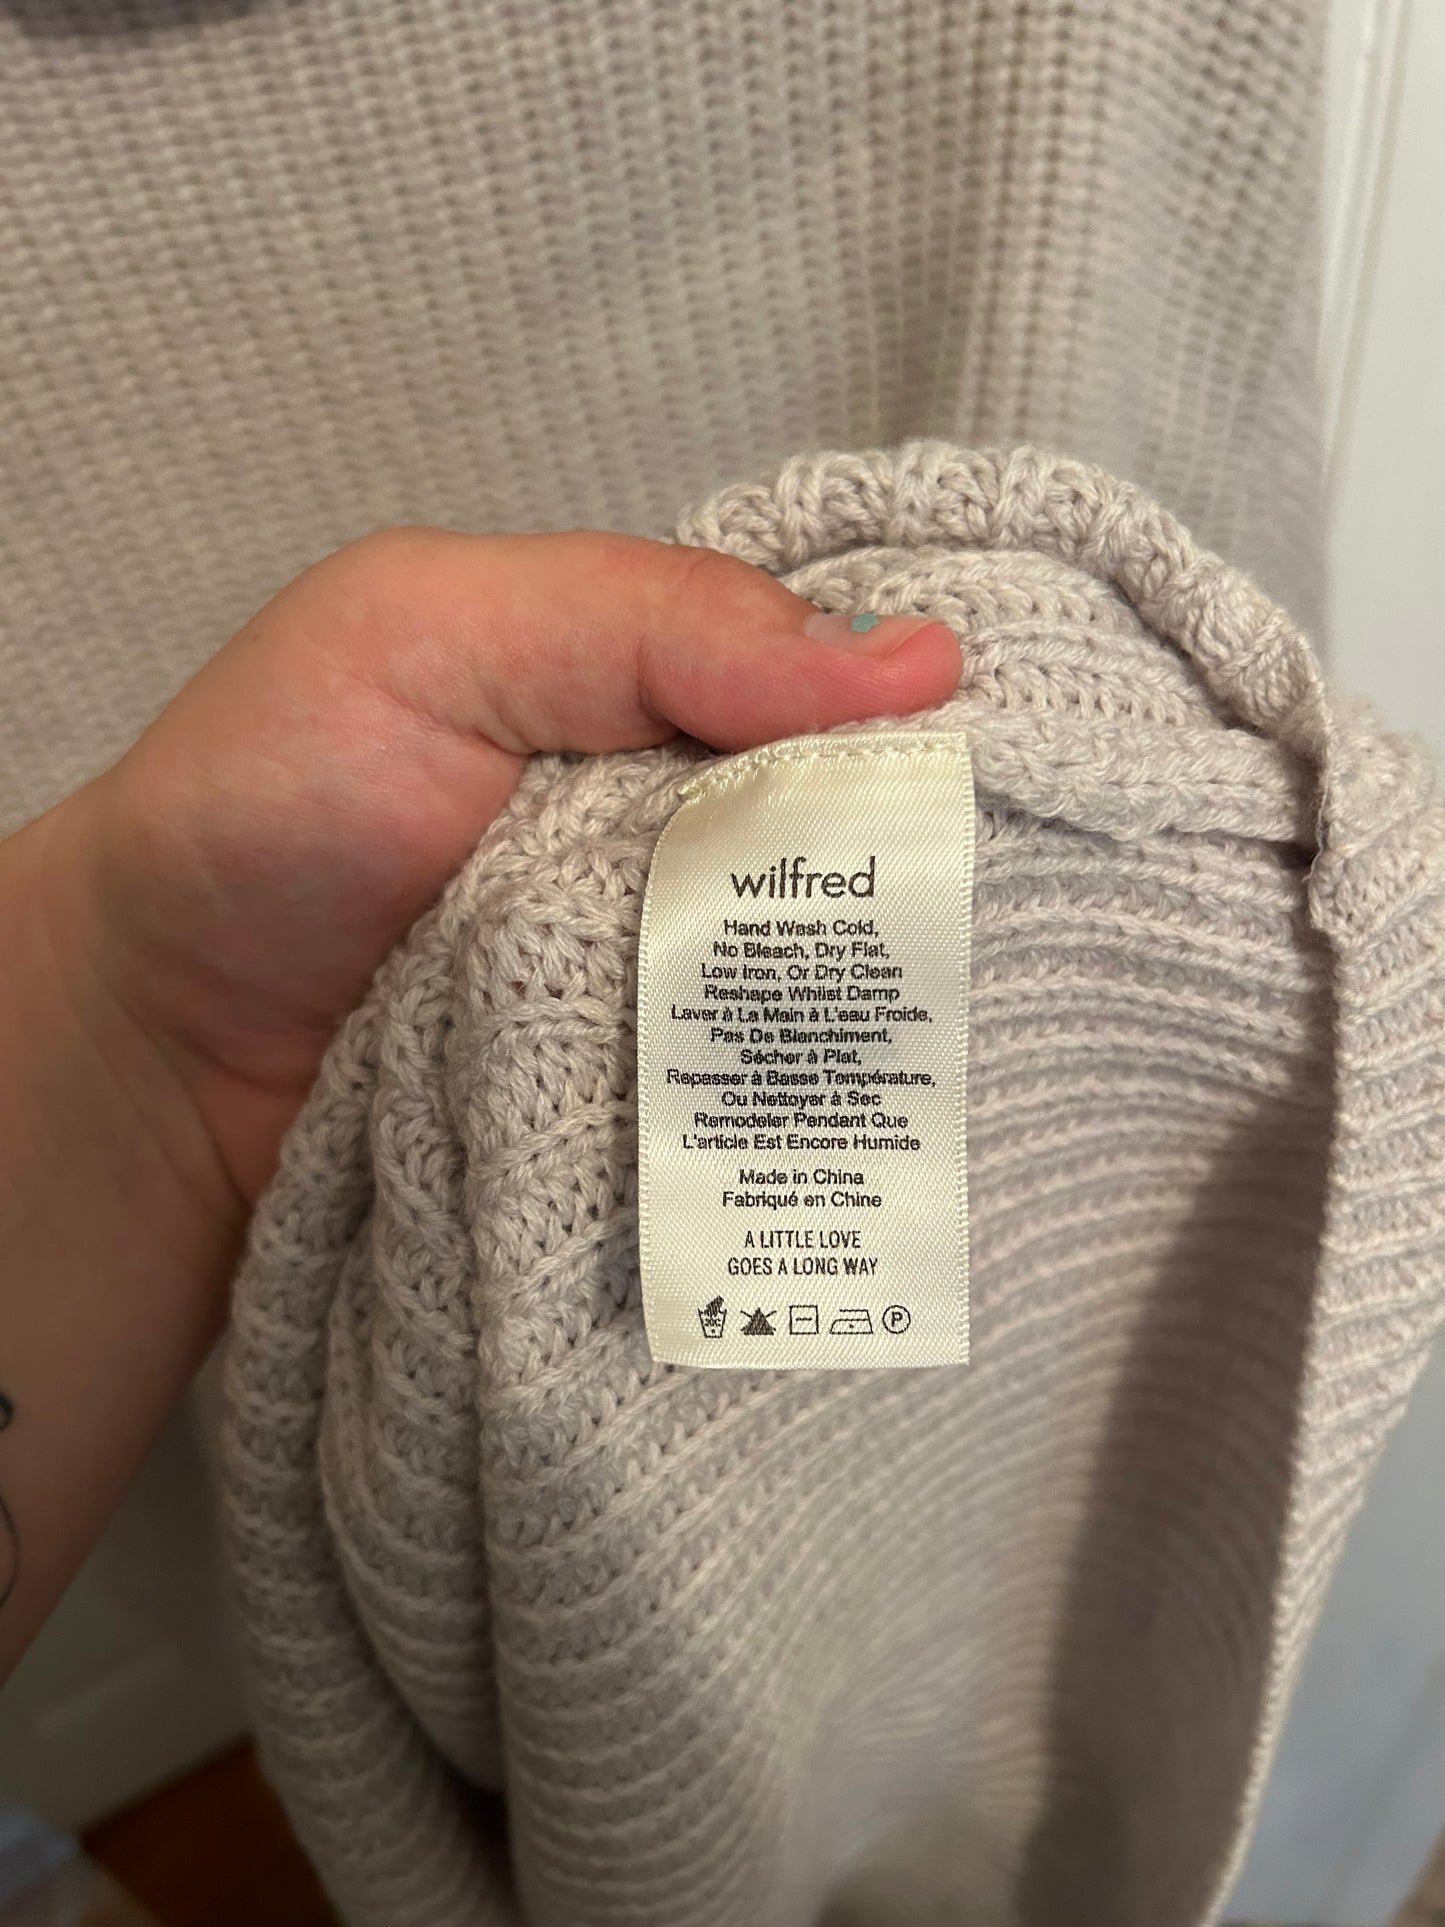 wilfred
Hand Wash Cold,
No Bleach, Dry Flat,
Low Iron, Or Dry Clean
Reshape Whilst Damp
Laver à La Main à L'eau Froide,
Pas De Blanchiment,
Sécher à Plat,
Repasser à Basse Température,
Ou Nettoyer à Sec
Remodeler Pendant Que
L'article Est Encore Humide
Made in China
Fabriqué en Chine
A LITTLE LOVE
GOES A LONG WAY
30C P